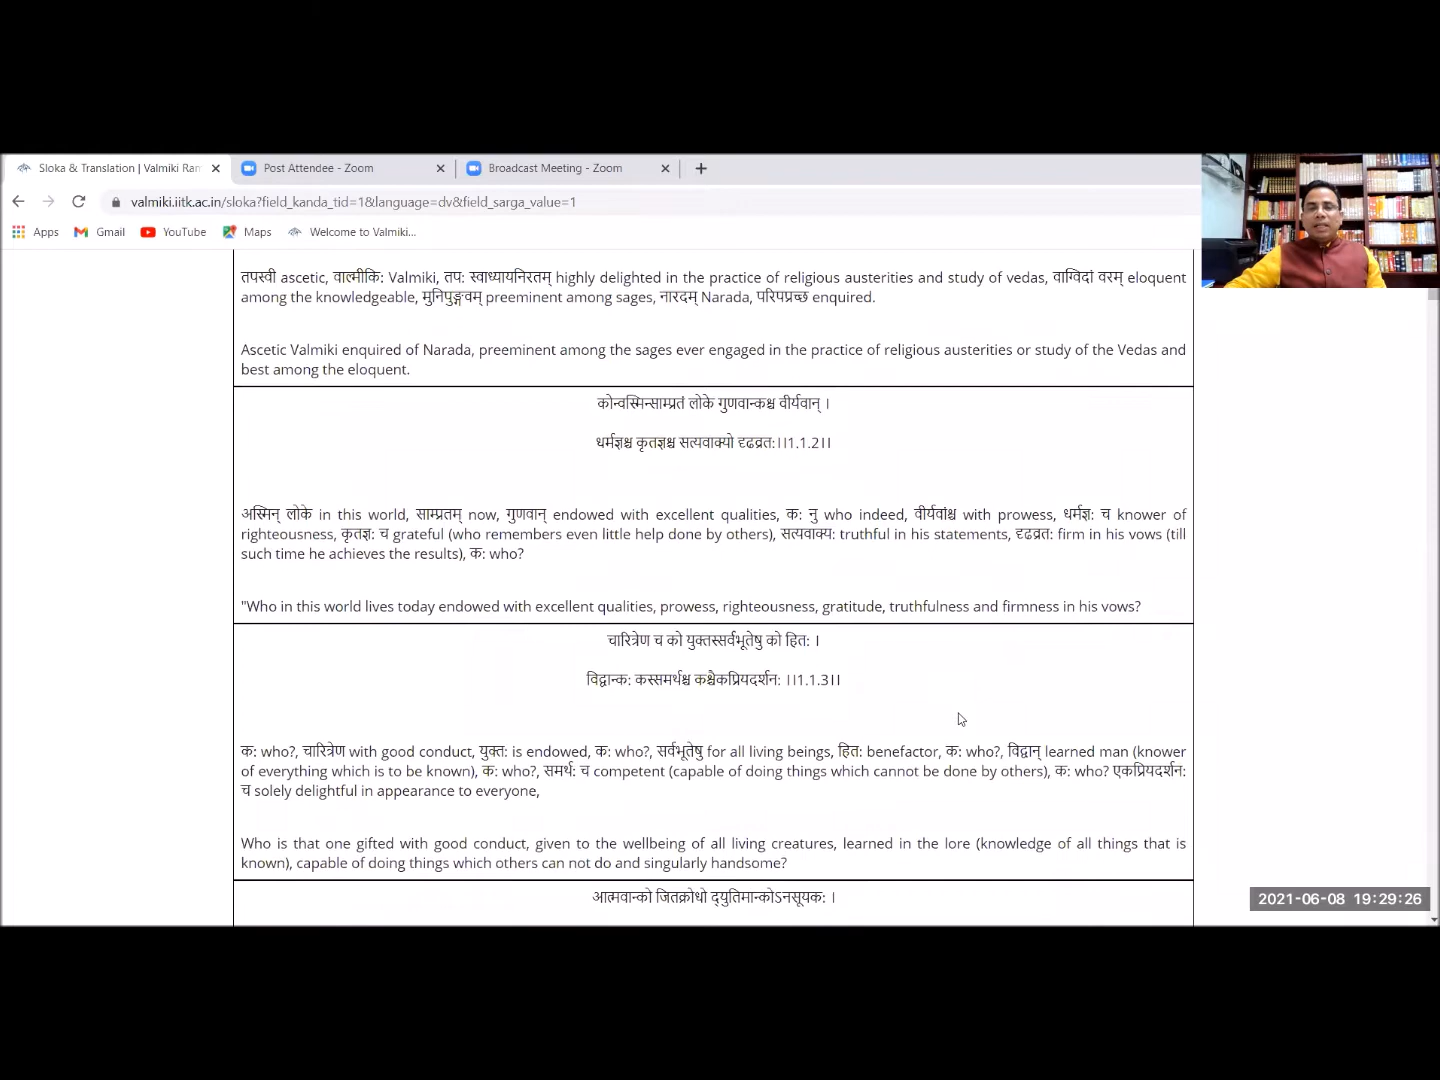 Sloka & Translation | Valmiki Ram
Post Attendee - Zoom
Broadcast Meeting - Zoom
valmiki.iitk.ac.in/sloka?field_kanda_tid=1&language=dv&field_sarga_value=1
Apps Gmail YouTube Maps Welcome to Valmiki...
तपस्वी ascetic, वाल्मीकि: Valmiki, तप: स्वाध्यायनिरतम् highly delighted in the practice of religious austerities and study of vedas, वाग्विदां वरम् eloquent
among the knowledgeable, मुनिपुङ्गवम् preeminent among sages, नारदम् Narada, परिपप्रच्छ enquired.
Ascetic Valmiki enquired of Narada, preeminent among the sages ever engaged in the practice of religious austerities or study of the Vedas and
best among the eloquent.
कोन्वस्मिन्साम्प्रतं लोके गुणवान्कश्च वीर्यवान् ।
धर्मज्ञश्च कृतज्ञश्च सत्यवाक्यो दृढव्रत:।।1.1.2।।
अस्मिन् लोके in this world, साम्प्रतम् now, गुणवान् endowed with excellent qualities, क: नु who indeed, वीर्यवांश्च with prowess, धर्मज्ञ: च knower of
righteousness, कृतज्ञ: च grateful (who remembers even little help done by others), सत्यवाक्य: truthful in his statements, दृढव्रत: firm in his vows (till
such time he achieves the results), क: who?
"Who in this world lives today endowed with excellent qualities, prowess, righteousness, gratitude, truthfulness and firmness in his vows?
चारित्रेण च को युक्तस्सर्वभूतेषु को हित: ।
विद्वान्क: कस्समर्थश्च कश्चैकप्रियदर्शन: ।।1.1.3।।
क: who?, चारित्रेण with good conduct, युक्त: is endowed, क: who?, सर्वभूतेषु for all living beings, हित: benefactor, क: who?, विद्वान् learned man (knower
of everything which is to be known), क: who?, समर्थ: च competent (capable of doing things which cannot be done by others), क: who? एकप्रियदर्शन:
च solely delightful in appearance to everyone,
Who is that one gifted with good conduct, given to the wellbeing of all living creatures, learned in the lore (knowledge of all things that is
known), capable of doing things which others can not do and singularly handsome?
आत्मवान्को जितक्रोधो द्युतिमान्कोऽनसूयक: ।
2021-06-08 19:29:26